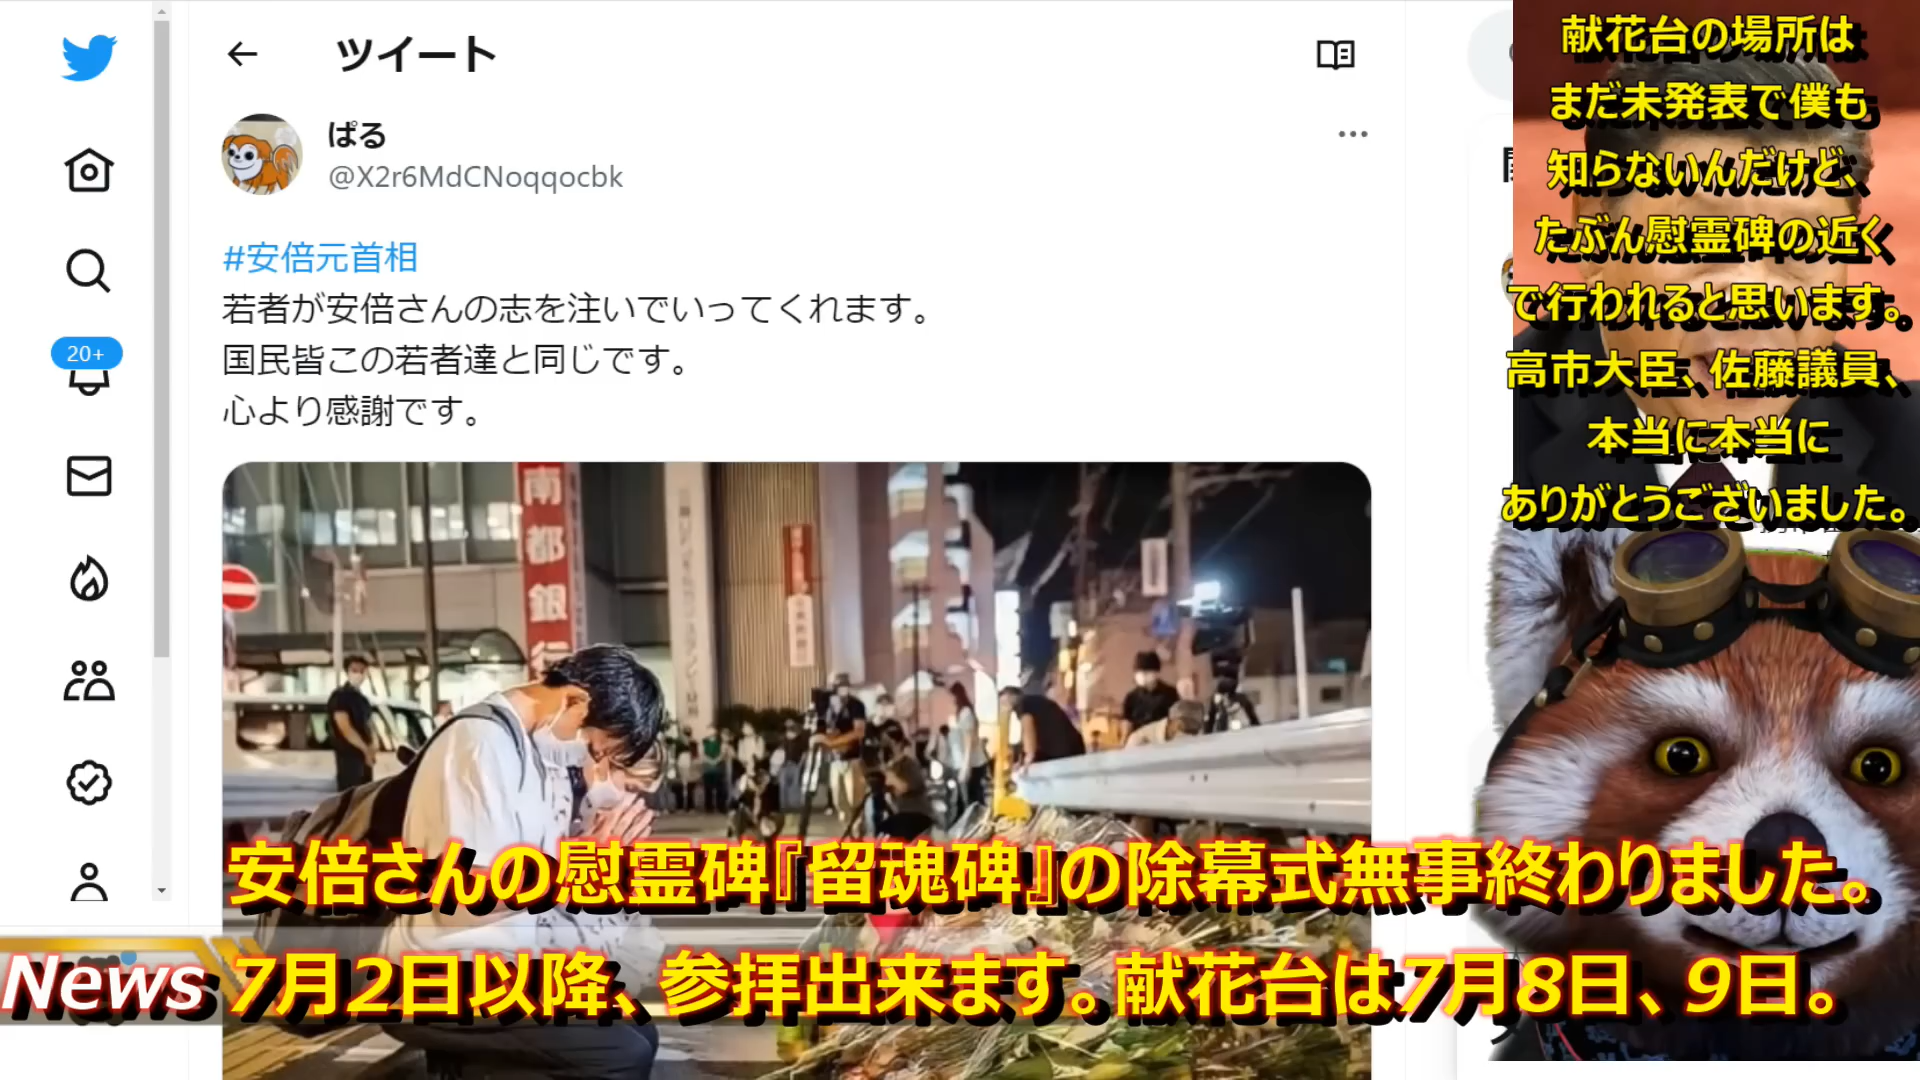 ツイート
ぱる
@X2r6MdCNoqqocbk
#安倍元首相
若者が安倍さんの志を注いでいってくれます。
国民皆この若者達と同じです。
心より感謝です。
20+
南都銀行
献花台の場所は
まだ未発表で僕も
知らないんだけど、
たぶん慰霊碑の近く
で行われると思います。
高市大臣、佐藤議員、
本当に本当に
ありがとうございました。
安倍さんの慰霊碑『留魂碑』の除幕式無事終わりました。
News
7月2日以降、参拝出来ます。献花台は7月8日、9日。